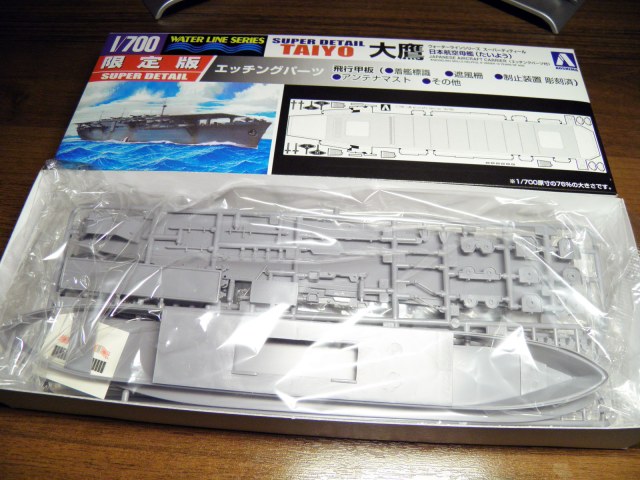 1/700
WATER LINE SERIES
限定版
SUPER DETAIL
SUPER DETAIL
TAIYO 大鷹
ウォーターラインシリーズ スーパーディティール
日本航空母艦(たいよう)
JAPANESE AIRCRAFT CARRIER
エッチングパーツ
飛行甲板(●着艦標識 ●遮風柵 ●制止装置 彫刻済)
●アンテナマスト ●その他
※1/700原寸の75%の大きさです。